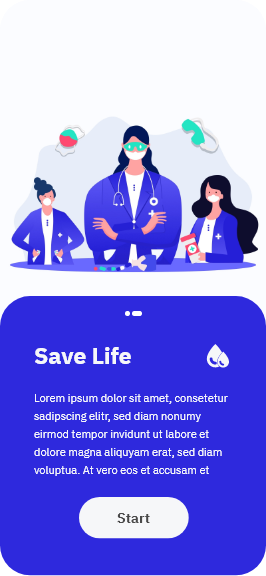 Save Life
Lorem ipsum dolor sit amet, consetetur
sadipscing elitr, sed diam nonumy
eirmod tempor invidunt ut labore et
dolore magna aliquyam erat, sed diam
voluptua. At vero eos et accusam et
Start